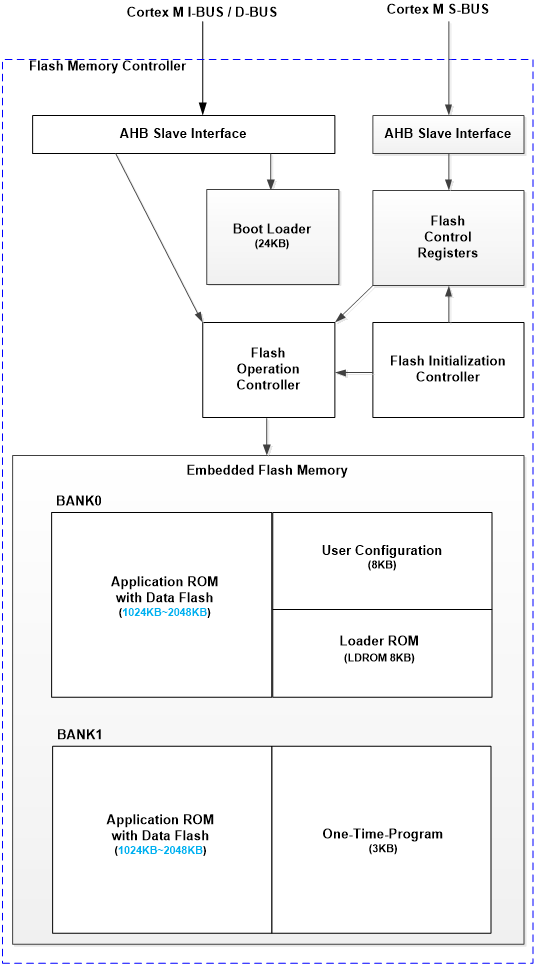 Cortex M I-BUS / D-BUS
Cortex M S-BUS
Flash Memory Controller
AHB Slave Interface
AHB Slave Interface
Boot Loader
(24KB)
Flash
Control
Registers
Flash
Operation
Controller
Flash Initialization
Controller
Embedded Flash Memory
BANK0
Application ROM
with Data Flash
(1024KB~2048KB)
User Configuration
(8KB)
Loader ROM
(LDROM 8KB)
BANK1
Application ROM
with Data Flash
(1024KB~2048KB)
One-Time-Program
(3KB)